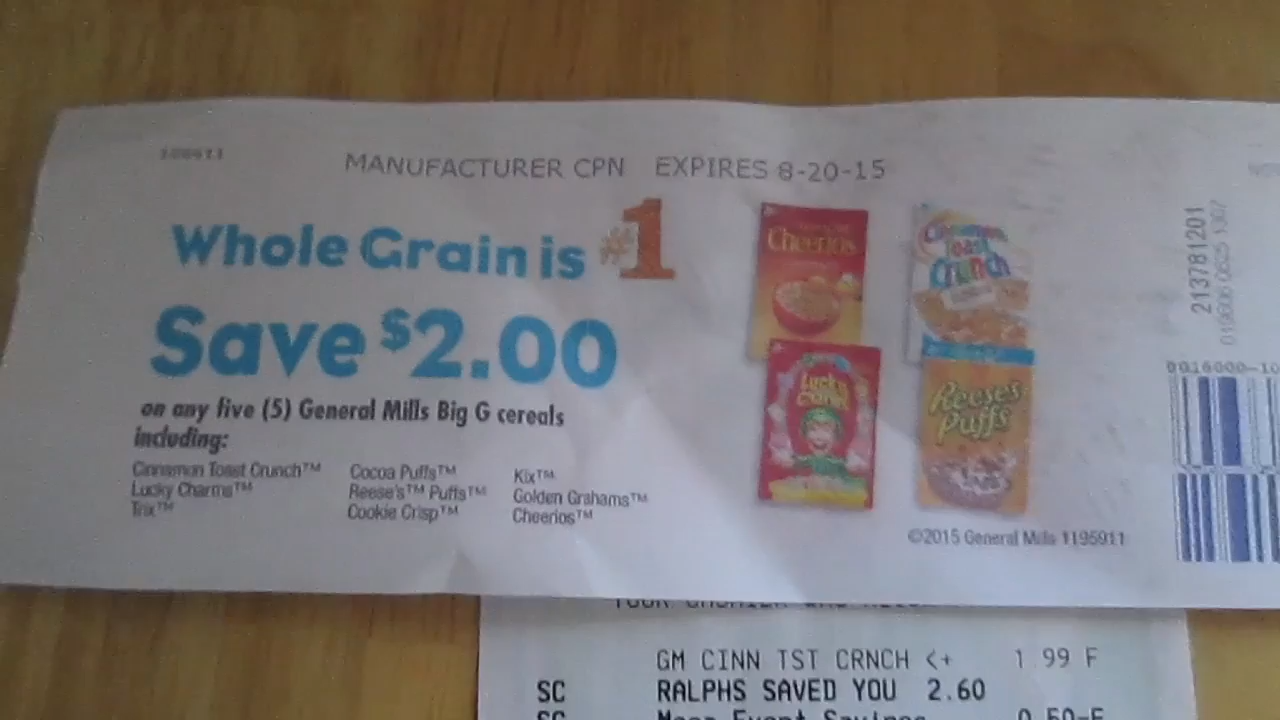 MANUFACTURER CPN EXPIRES 8-20-15
Whole Grain is #1
Save $2.00
on any five (5) General Mills Big G cereals
including:
Cinnamon Toast Crunch™ Cocoa Puffs™ Kix™
Lucky Charms™ Reese's™ Puffs™ Golden Grahams™
Trix™ Cookie Crisp™ Cheerios™
Cheerios
Cinnamon Toast Crunch
Lucky Charms
Reese's Puffs
©2015 General Mills 1195911
213781201
GM CINN TST CRNCH <+ 1 99 F
SC RALPHS SAVED YOU 2.60